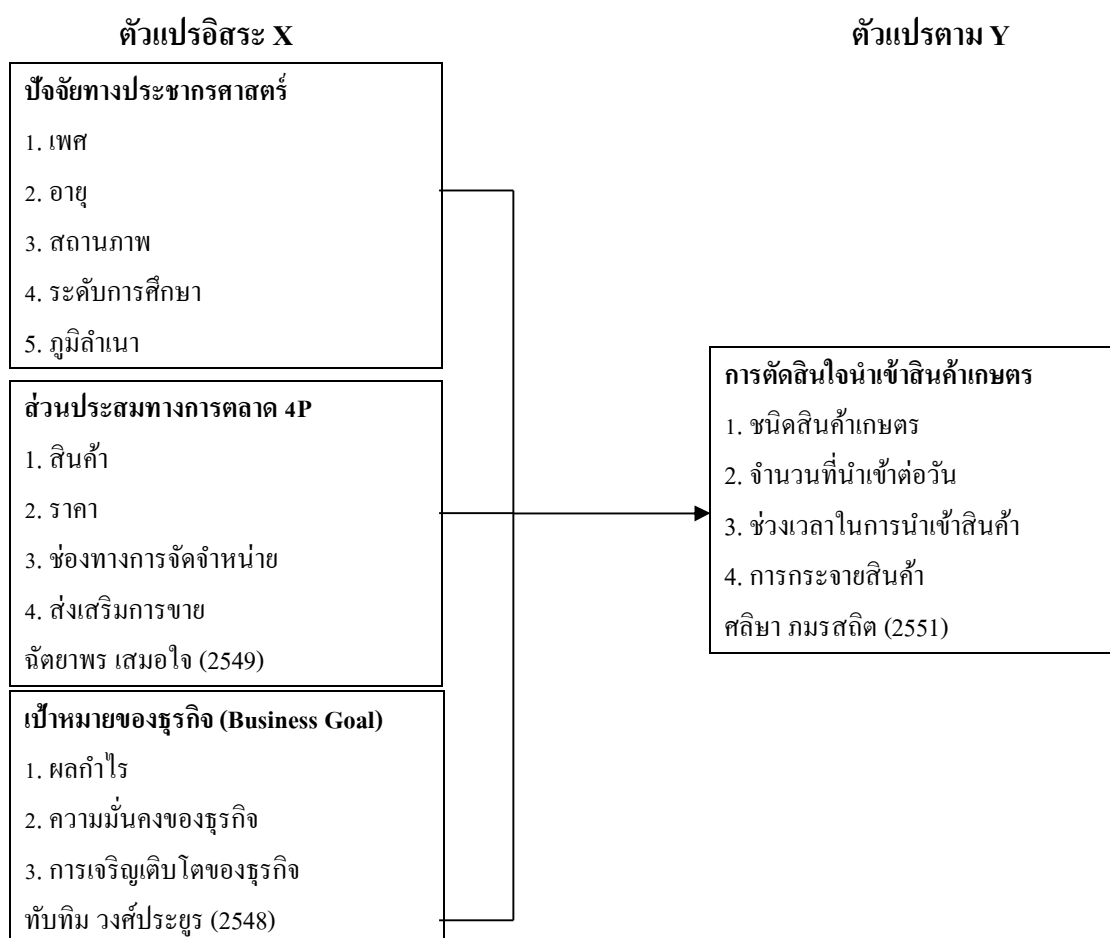 ตัวแปรอิสระ X
ตัวแปรตาม Y
ปัจจัยทางประชากรศาสตร์
1. เพศ
2. อายุ
3. สถานภาพ
4. ระดับการศึกษา
5. ภูมิลำเนา
ส่วนประสมทางการตลาด 4P
1. สินค้า
2. ราคา
3. ช่องทางการจัดจำหน่าย
4. ส่งเสริมการขาย
ฉัตยาพร เสมอใจ (2549)
เป้าหมายของธุรกิจ (Business Goal)
1. ผลกำไร
2. ความมั่นคงของธุรกิจ
3. การเจริญเติบโตของธุรกิจ
ทับทิม วงศ์ประยูร (2548)
การตัดสินใจนำเข้าสินค้าเกษตร
1. ชนิดสินค้าเกษตร
2. จำนวนที่นำเข้าต่อวัน
3. ช่วงเวลาในการนำเข้าสินค้า
4. การกระจายสินค้า
ศลิษา ภมรสถิต (2551)